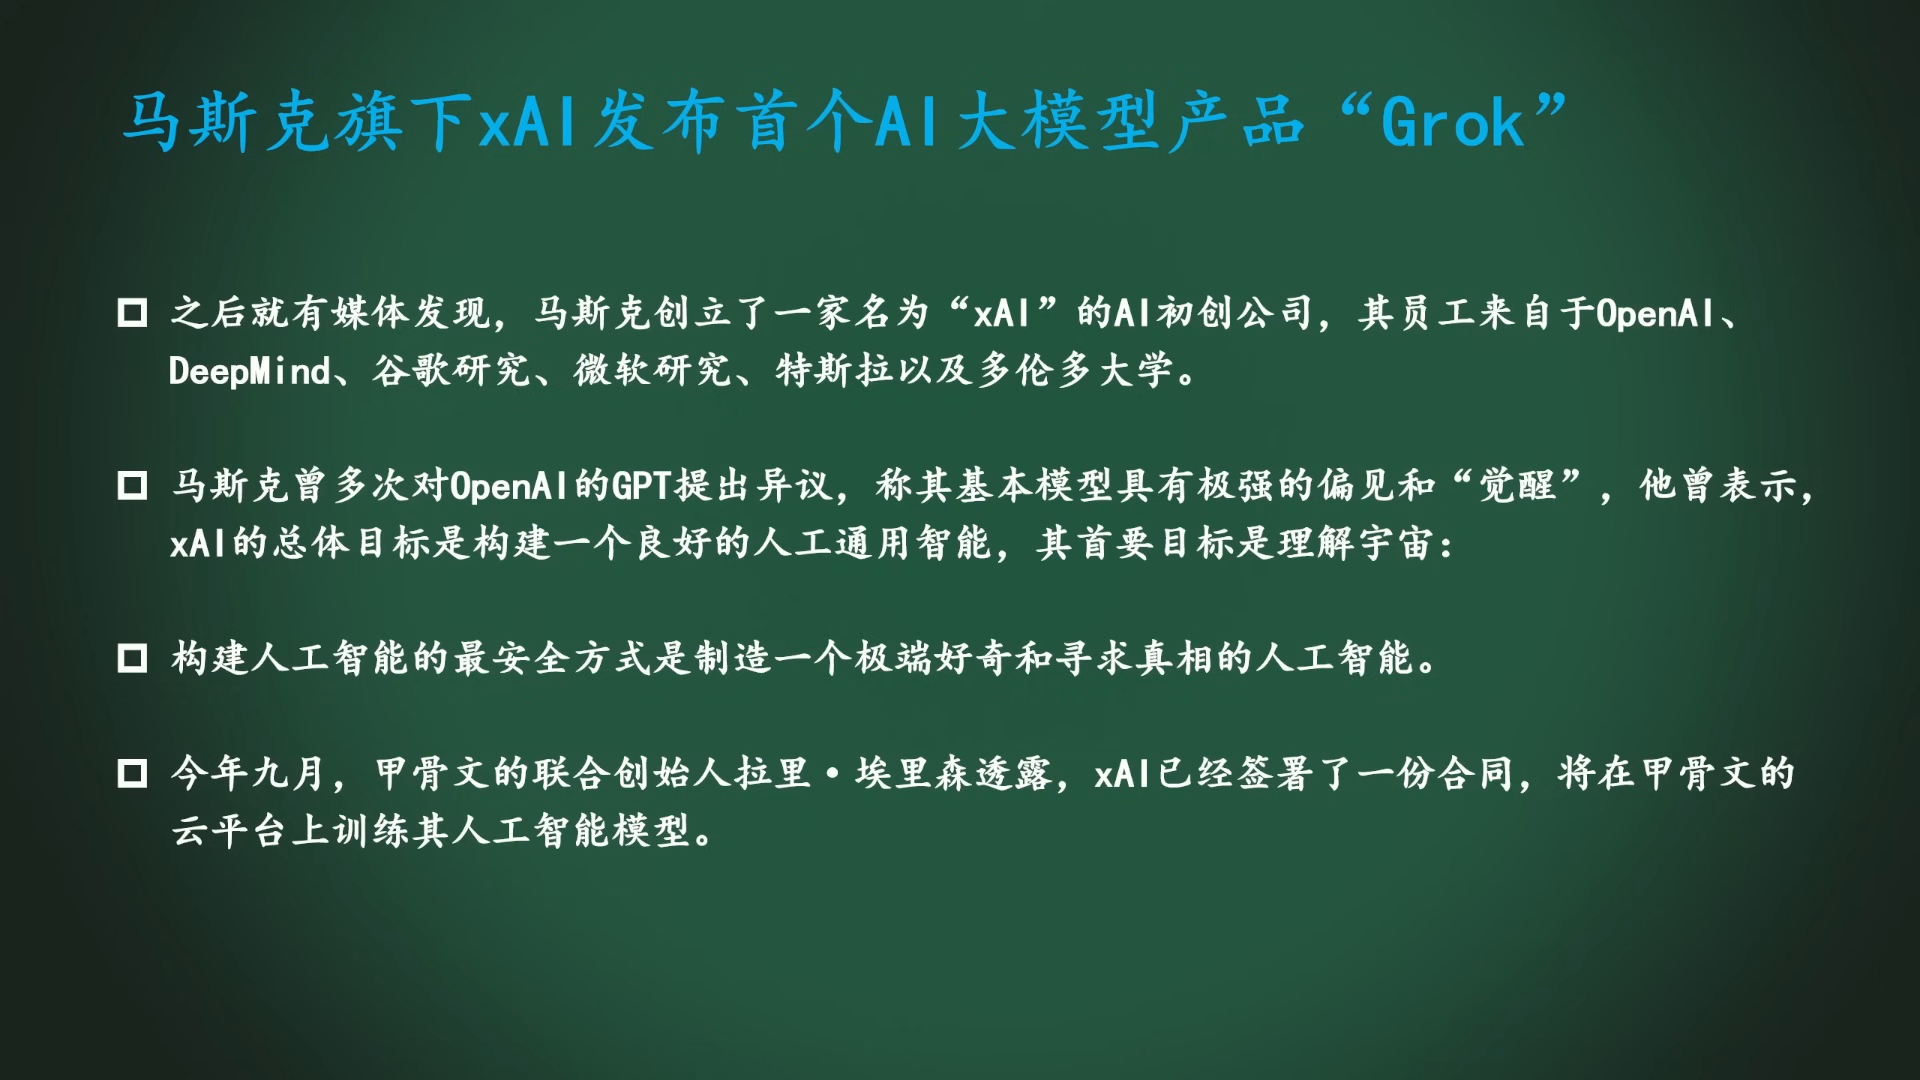 马斯克旗下xAI发布首个AI大模型产品“Grok”
之后就有媒体发现，马斯克创立了一家名为“xAI”的AI初创公司，其员工来自于OpenAI、
DeepMind、谷歌研究、微软研究、特斯拉以及多伦多大学。
马斯克曾多次对OpenAI的GPT提出异议，称其基本模型具有极强的偏见和“觉醒”，他曾表示，
xAI的总体目标是构建一个良好的人工通用智能，其首要目标是理解宇宙：
构建人工智能的最安全方式是制造一个极端好奇和寻求真相的人工智能。
今年九月，甲骨文的联合创始人拉里·埃里森透露，xAI已经签署了一份合同，将在甲骨文的
云平台上训练其人工智能模型。